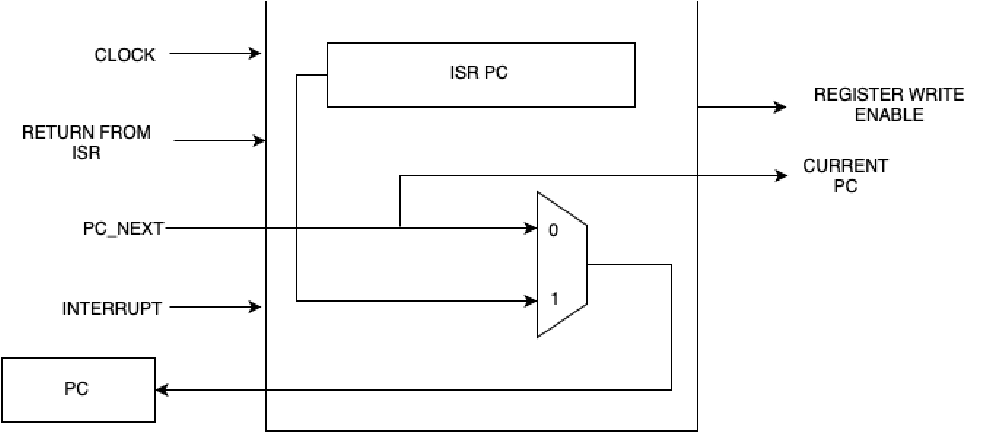 CLOCK
ISR PC
REGISTER WRITE
ENABLE
RETURN FROM
ISR
CURRENT
PC
PC_NEXT
0
INTERRUPT
1
PC